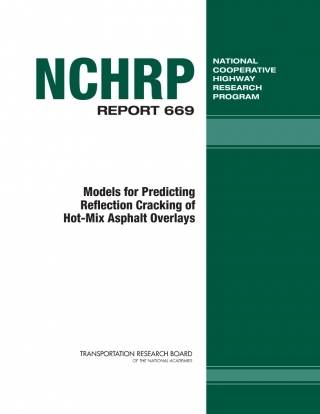 NCHRP
REPORT 669
NATIONAL
COOPERATIVE
HIGHWAY
RESEARCH
PROGRAM
Models for Predicting
Reflection Cracking of
Hot-Mix Asphalt Overlays
TRANSPORTATION RESEARCH BOARD
OF THE NATIONAL ACADEMIES